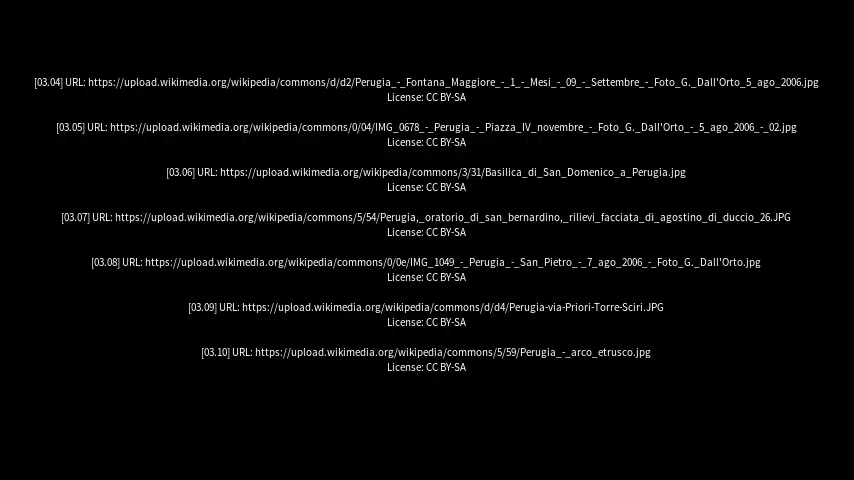 [03.04] URL: https://upload.wikimedia.org/wikipedia/commons/d/d2/Perugia_-_Fontana_Maggiore_-_1_-_Mesi_-_09_-_Settembre_-_Foto_G._Dall'Orto_5_ago_2006.jpg
License: CC BY-SA
[03.05] URL: https://upload.wikimedia.org/wikipedia/commons/0/04/IMG_0678_-_Perugia_-_Piazza_IV_novembre_-_Foto_G._Dall'Orto_-_5_ago_2006_-_02.jpg
License: CC BY-SA
[03.06] URL: https://upload.wikimedia.org/wikipedia/commons/3/31/Basilica_di_San_Domenico_a_Perugia.jpg
License: CC BY-SA
[03.07] URL: https://upload.wikimedia.org/wikipedia/commons/5/54/Perugia,_oratorio_di_san_bernardino,_rilievi_facciata_di_agostino_di_duccio_26.JPG
License: CC BY-SA
[03.08] URL: https://upload.wikimedia.org/wikipedia/commons/0/0e/IMG_1049_-_Perugia_-_San_Pietro_-_7_ago_2006_-_Foto_G._Dall'Orto.jpg
License: CC BY-SA
[03.09] URL: https://upload.wikimedia.org/wikipedia/commons/d/d4/Perugia-via-Priori-Torre-Sciri.JPG
License: CC BY-SA
[03.10] URL: https://upload.wikimedia.org/wikipedia/commons/5/59/Perugia_-_arco_etrusco.jpg
License: CC BY-SA